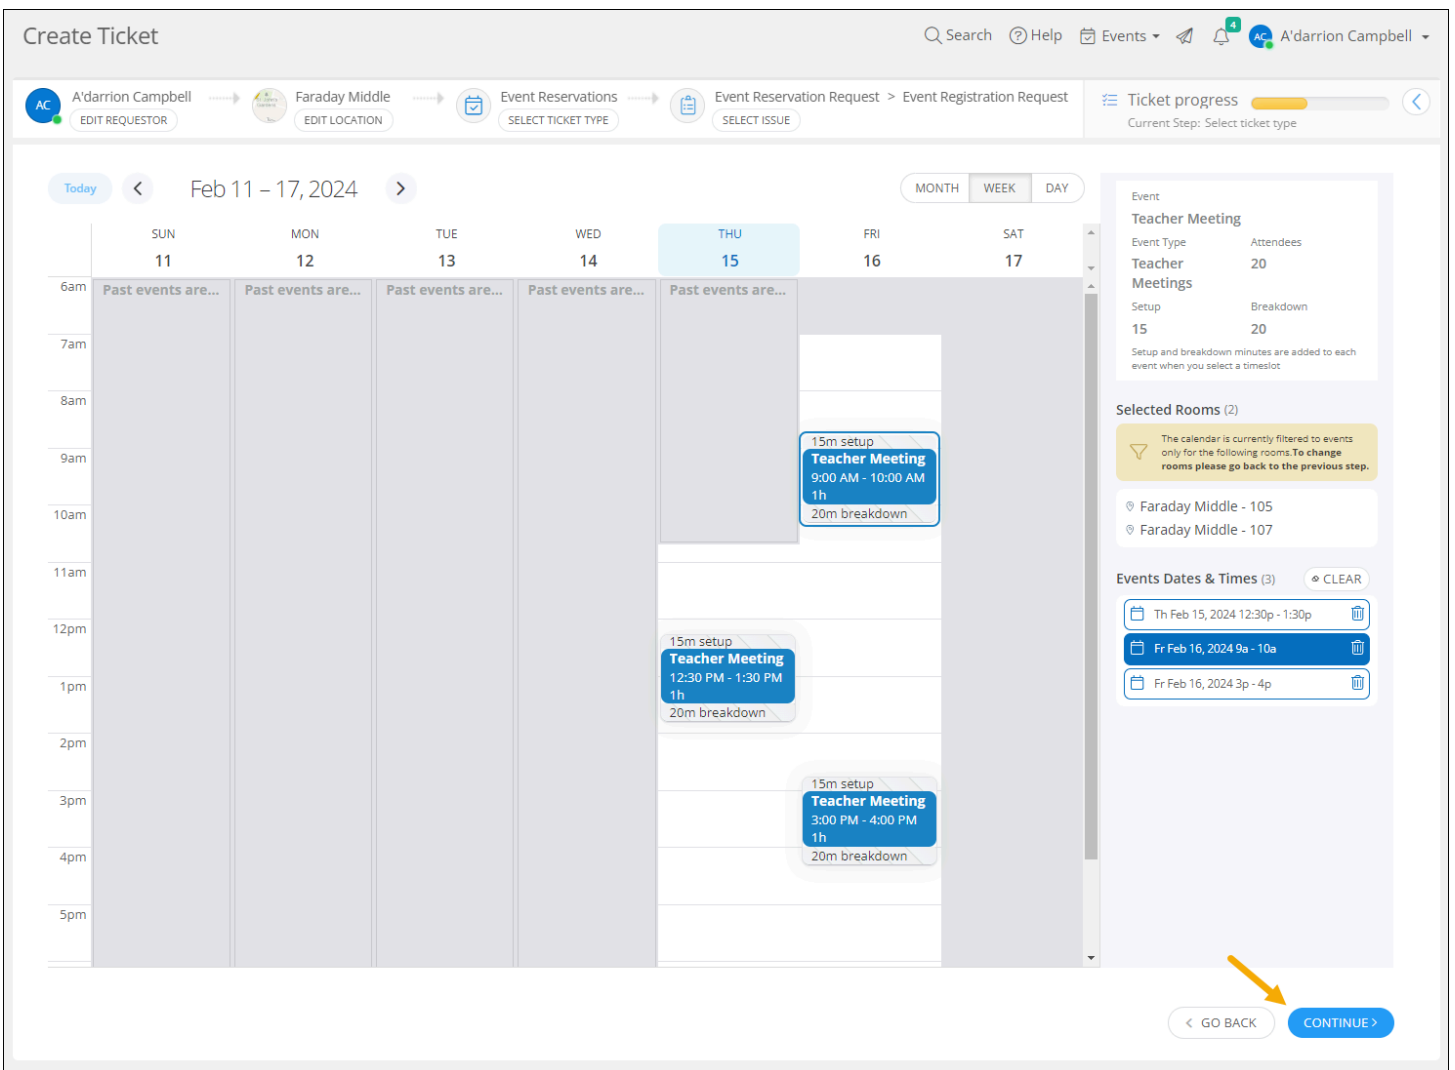 Create Ticket
Search
Help
Events
4
AC
A'darrion Campbell
AC
A'darrion Campbell
EDIT REQUESTOR
Faraday Middle
EDIT LOCATION
Event Reservations
SELECT TICKET TYPE
Event Reservation Request > Event Registration Request
SELECT ISSUE
Ticket progress
Current Step: Select ticket type
Today
Feb 11 – 17, 2024
MONTH
WEEK
DAY
SUN
MON
TUE
WED
THU
FRI
SAT
11
12
13
14
15
16
17
6am
7am
8am
9am
10am
11am
12pm
1pm
2pm
3pm
4pm
5pm
Past events are...
Past events are...
Past events are...
Past events are...
Past events are...
15m setup
Teacher Meeting
9:00 AM - 10:00 AM
1h
20m breakdown
15m setup
Teacher Meeting
12:30 PM - 1:30 PM
1h
20m breakdown
15m setup
Teacher Meeting
3:00 PM - 4:00 PM
1h
20m breakdown
Event
Teacher Meeting
Event Type
Attendees
Teacher
Meetings
20
Setup
Breakdown
15
20
Setup and breakdown minutes are added to each
event when you select a timeslot
Selected Rooms (2)
The calendar is currently filtered to events
only for the following rooms.To change
rooms please go back to the previous step.
Faraday Middle - 105
Faraday Middle - 107
Events Dates & Times (3)
CLEAR
Th Feb 15, 2024 12:30p - 1:30p
Fr Feb 16, 2024 9a - 10a
Fr Feb 16, 2024 3p - 4p
< GO BACK
CONTINUE >